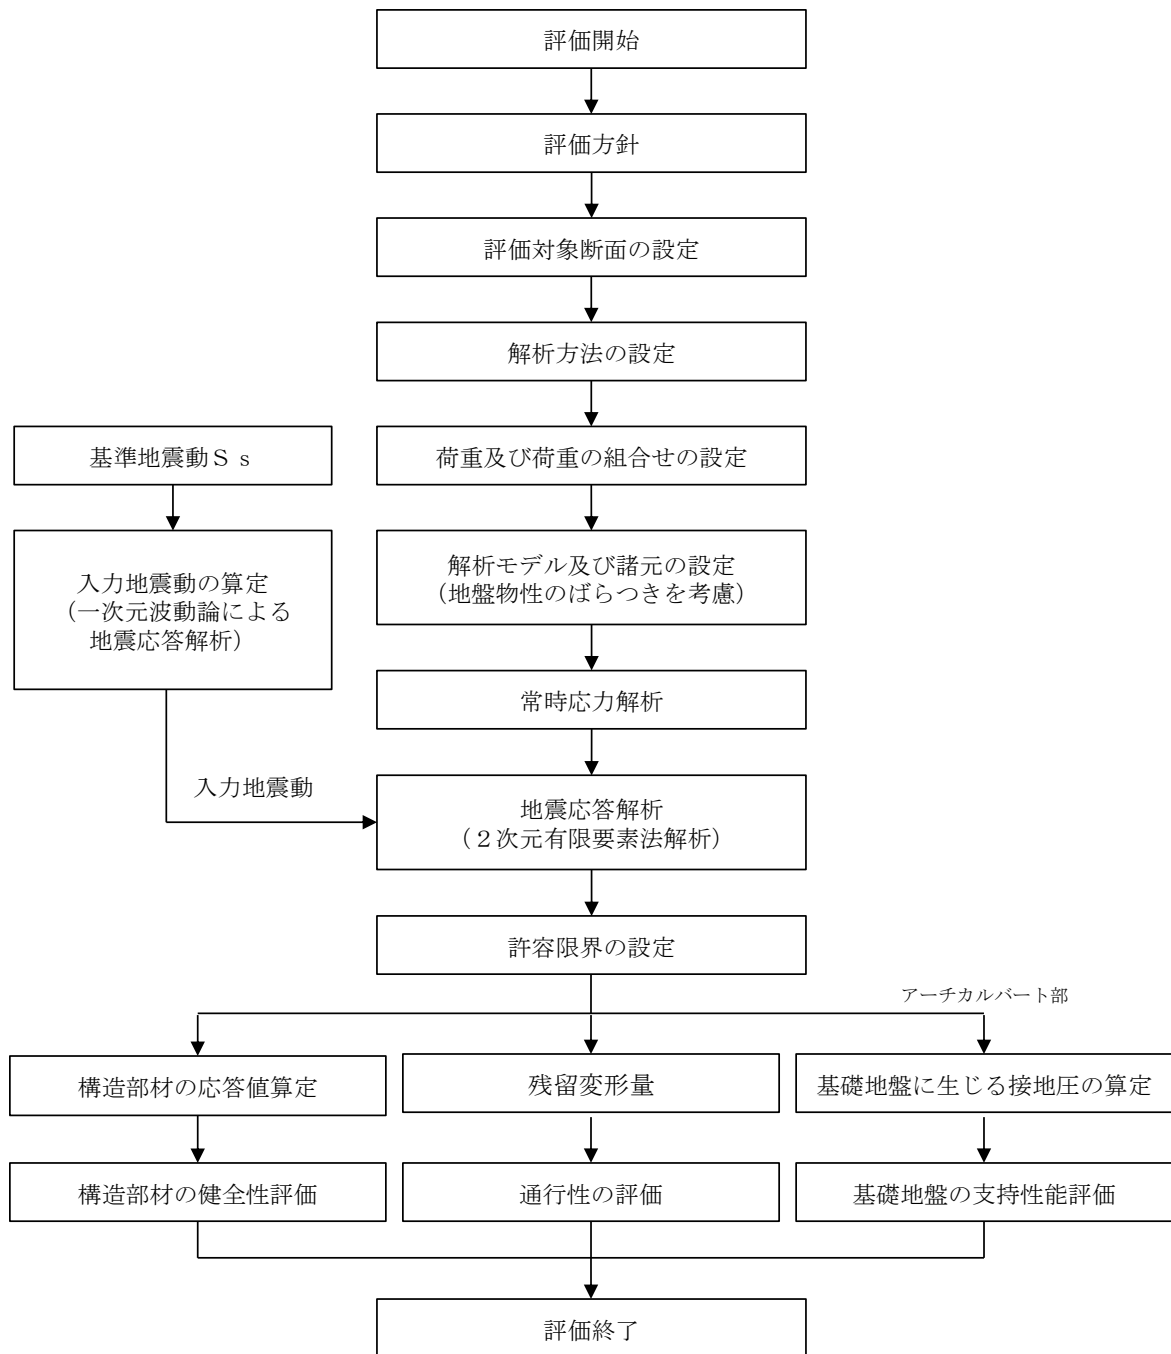 評価開始
評価方針
評価対象断面の設定
解析方法の設定
基準地震動Ｓｓ
荷重及び荷重の組合せの設定
入力地震動の算定
（一次元波動論による
地震応答解析）
解析モデル及び諸元の設定
（地盤物性のばらつきを考慮）
常時応力解析
入力地震動
地震応答解析
（２次元有限要素法解析）
許容限界の設定
アーチカルバート部
構造部材の応答値算定
残留変形量
基礎地盤に生じる接地圧の算定
構造部材の健全性評価
通行性の評価
基礎地盤の支持性能評価
評価終了